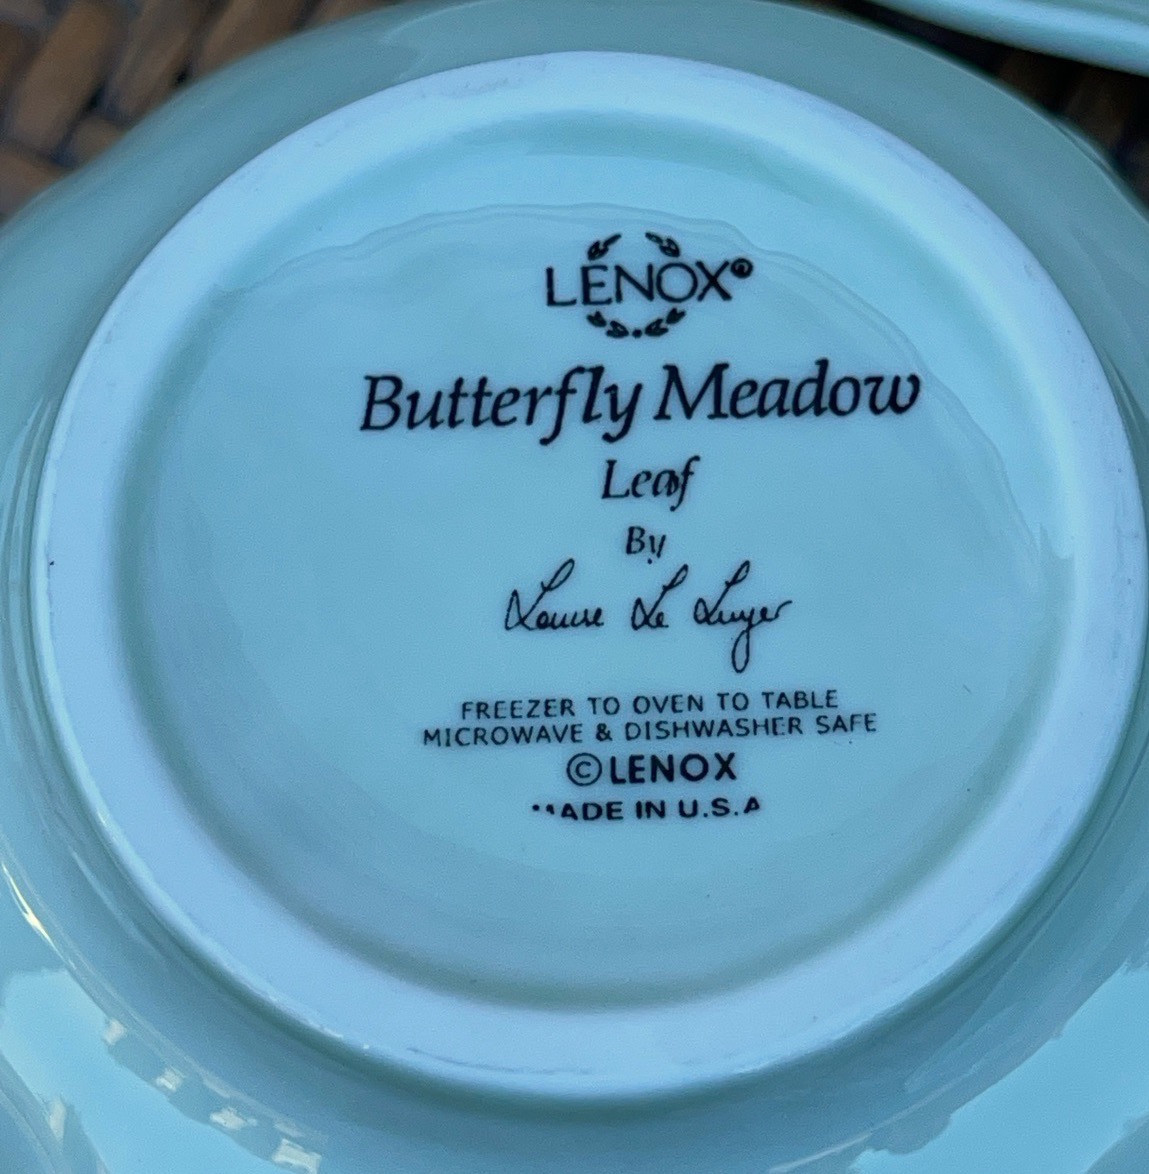 LENOX®
Butterfly Meadow
Leaf
By
Louise Le Luyer
FREEZER TO OVEN TO TABLE
MICROWAVE & DISHWASHER SAFE
©LENOX
MADE IN U.S.A